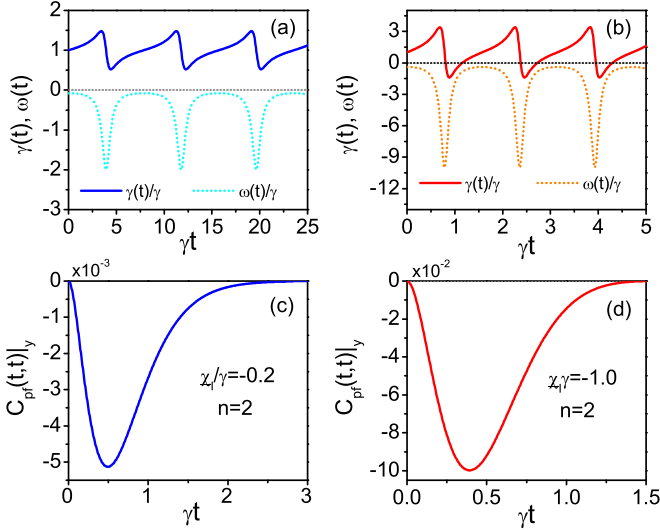 (a)
γ(t), ω(t)
2
1
0
-1
-2
-3
γ(t)/γ
ω(t)/γ
0 5 10 15 20 25
γt
(b)
γ(t), ω(t)
3
0
-3
-6
-9
-12
γ(t)/γ
ω(t)/γ
0 1 2 3 4 5
γt
x10⁻³
(c)
C_pf(t,t)|_y
0
-1
-2
-3
-4
-5
χ_I/γ=-0.2
n=2
0 1 2 3
γt
x10⁻²
(d)
C_pf(t,t)|_y
0
-2
-4
-6
-8
-10
χ_Iγ=-1.0
n=2
0.0 0.5 1.0 1.5
γt